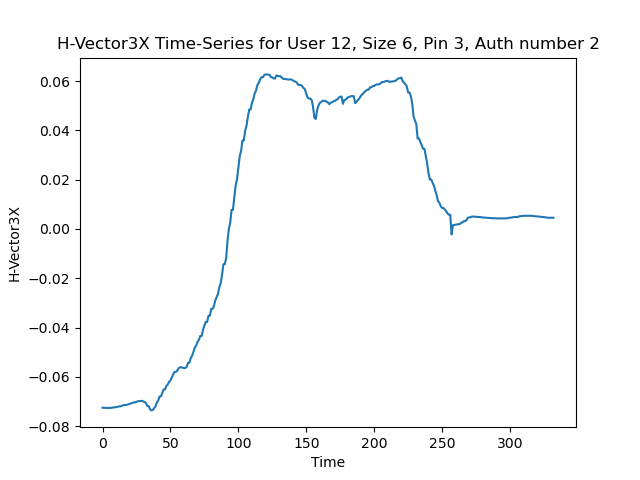 H-Vector3X Time-Series for User 12, Size 6, Pin 3, Auth number 2
0.06
0.04
0.02
0.00
−0.02
−0.04
−0.06
−0.08
H-Vector3X
0 50 100 150 200 250 300
Time